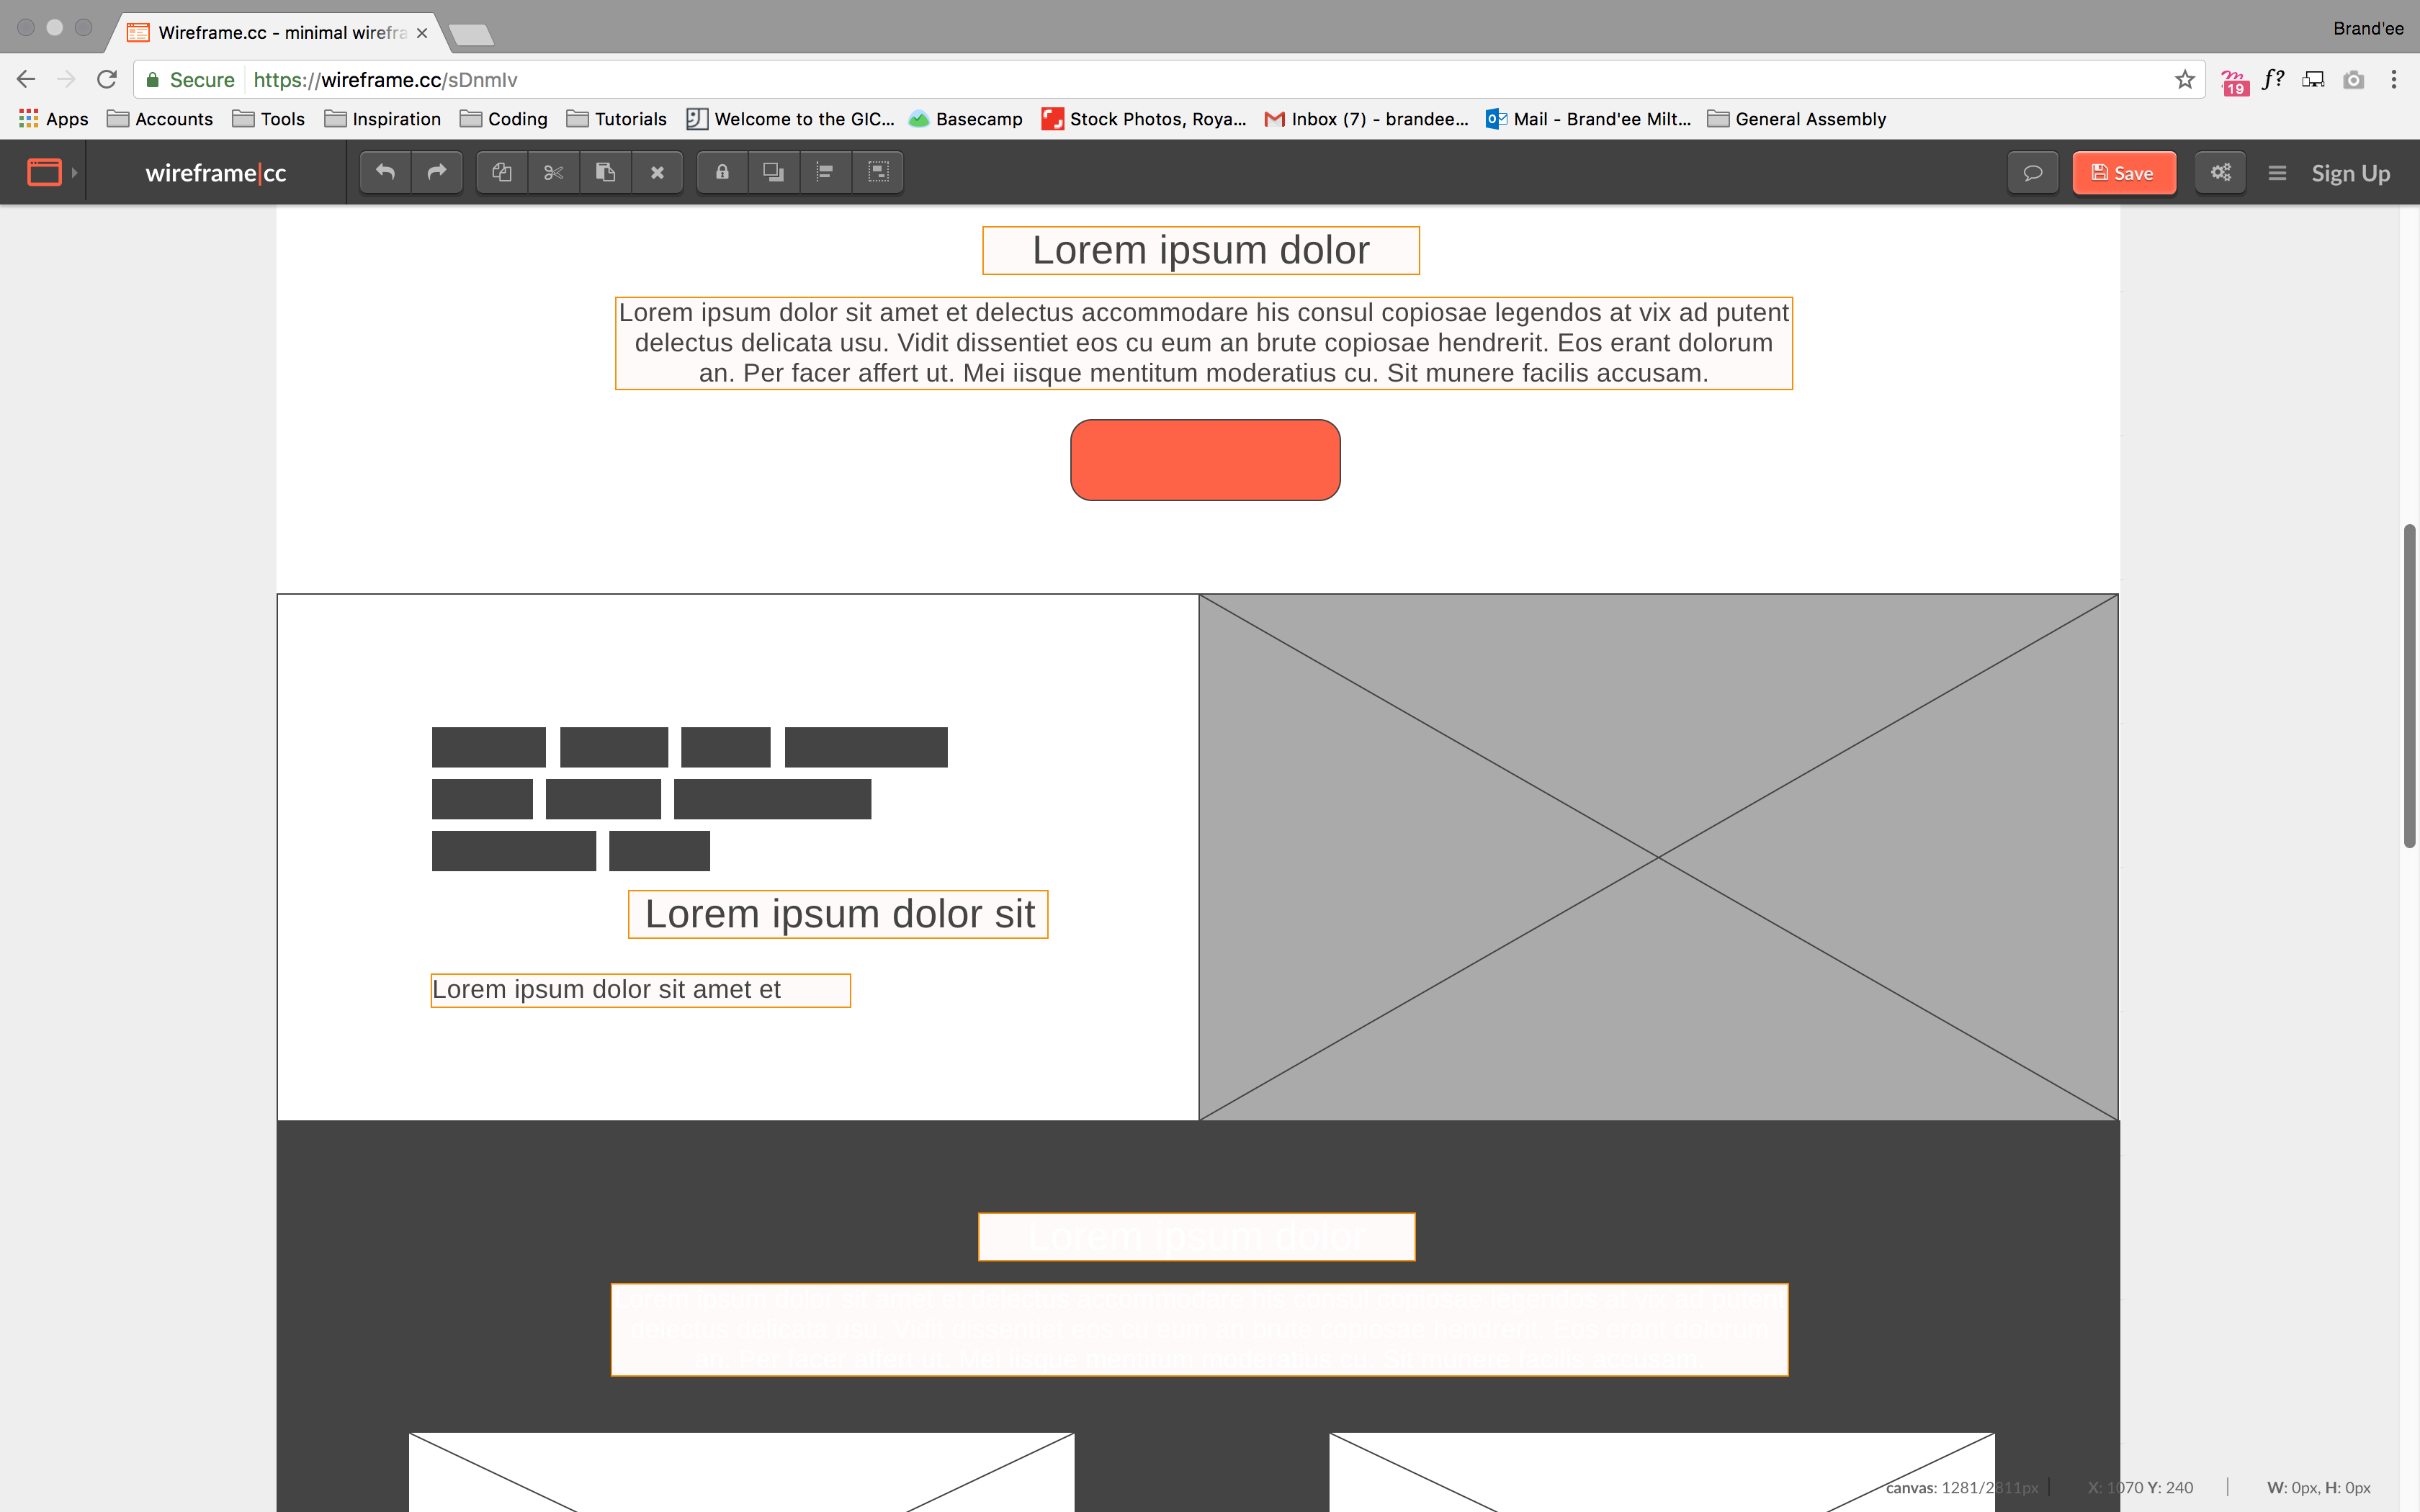 Wireframe.cc - minimal wirefra
Brand'ee
Secure https://wireframe.cc/sDnmIv
19 f?
Apps Accounts Tools Inspiration Coding Tutorials Welcome to the GIC... Basecamp Stock Photos, Roya... Inbox (7) - brandee... Mail - Brand'ee Milt... General Assembly
wireframe|cc Save Sign Up
Lorem ipsum dolor
Lorem ipsum dolor sit amet et delectus accommodare his consul copiosae legendos at vix ad putent
delectus delicata usu. Vidit dissentiet eos cu eum an brute copiosae hendrerit. Eos erant dolorum
an. Per facer affert ut. Mei iisque mentitum moderatius cu. Sit munere facilis accusam.
Lorem ipsum dolor sit
Lorem ipsum dolor sit amet et
Lorem ipsum dolor
Lorem ipsum dolor sit amet et delectus accommodare his consul copiosae legendos at vix ad putent
delectus delicata usu. Vidit dissentiet eos cu eum an brute copiosae hendrerit. Eos erant dolorum
an. Per facer affert ut. Mei iisque mentitum moderatius cu. Sit munere facilis accusam.
canvas: 1281/2811px X: 1070 Y: 240 W: 0px, H: 0px